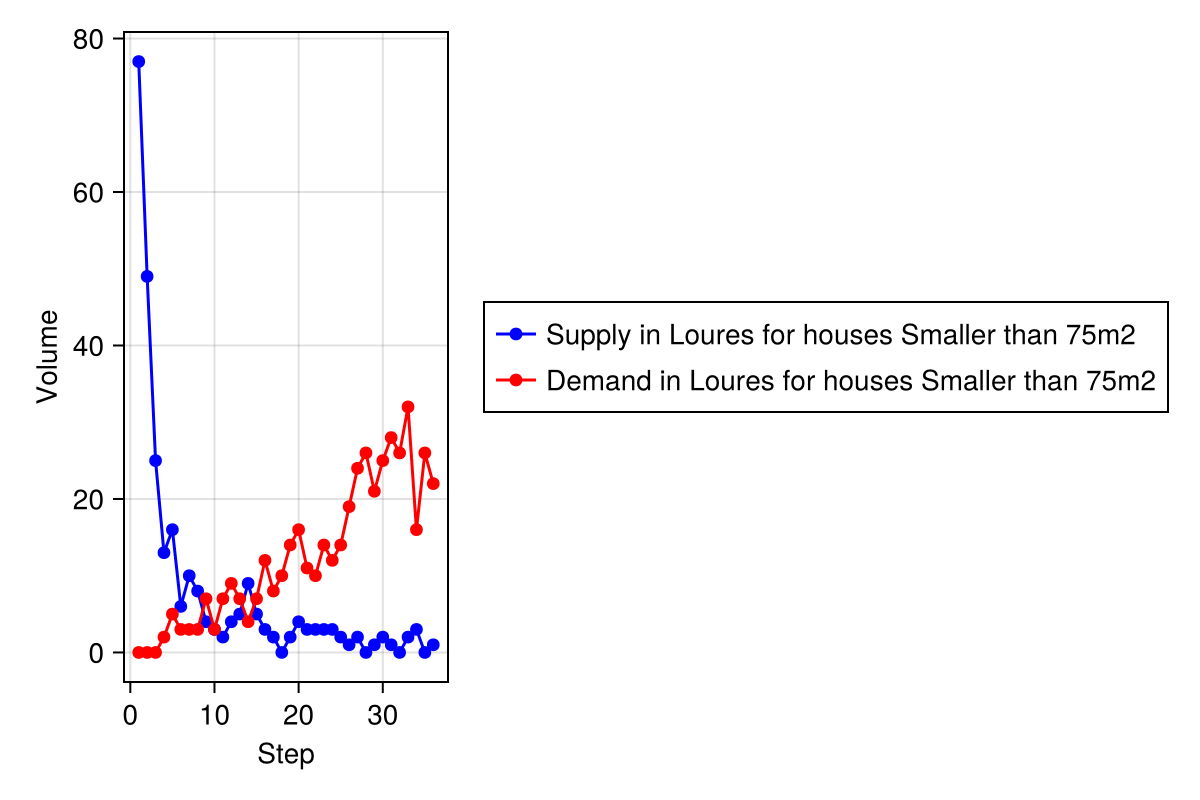 80
60
40
20
0
Volume
0 10 20 30
Step
Supply in Loures for houses Smaller than 75m2
Demand in Loures for houses Smaller than 75m2